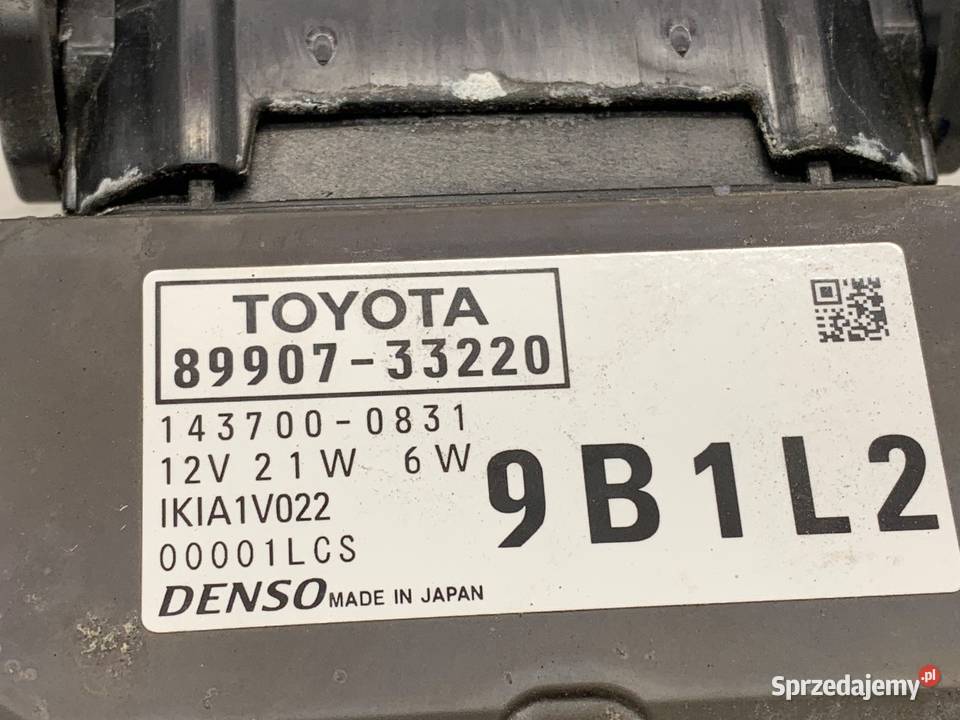 TOYOTA
89907-33220
143700-0831
12V 21W 6W
IKIA1V022
00001LCS
DENSO MADE IN JAPAN
9B1L2
Sprzedajemy.pl